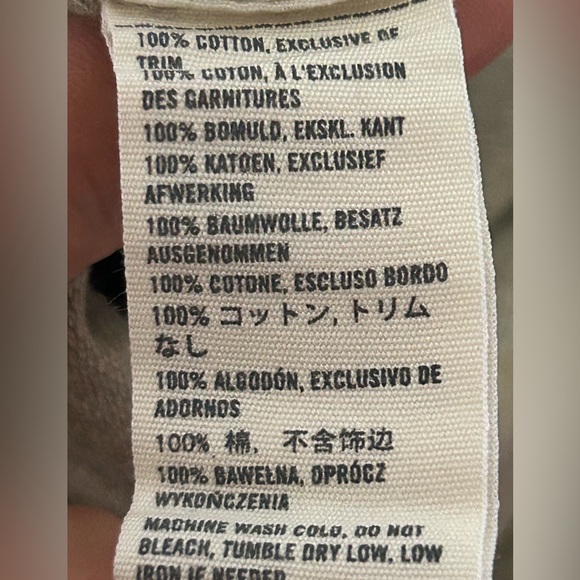 100% COTTON, EXCLUSIVE OF
TRIM
100% COTON, À L'EXCLUSION
DES GARNITURES
100% BOMULD, EKSKL. KANT
100% KATOEN, EXCLUSIEF
AFWERKING
100% BAUMWOLLE, BESATZ
AUSGENOMMEN
100% COTONE, ESCLUSO BORDO
100% コットン, トリム
なし
100% ALGODÓN, EXCLUSIVO DE
ADORNOS
100% 棉, 不含饰边
100% BAWEŁNA, OPRÓCZ
WYKOŃCZENIA
MACHINE WASH COLD, DO NOT
BLEACH, TUMBLE DRY LOW, LOW
IRON IF NEEDED